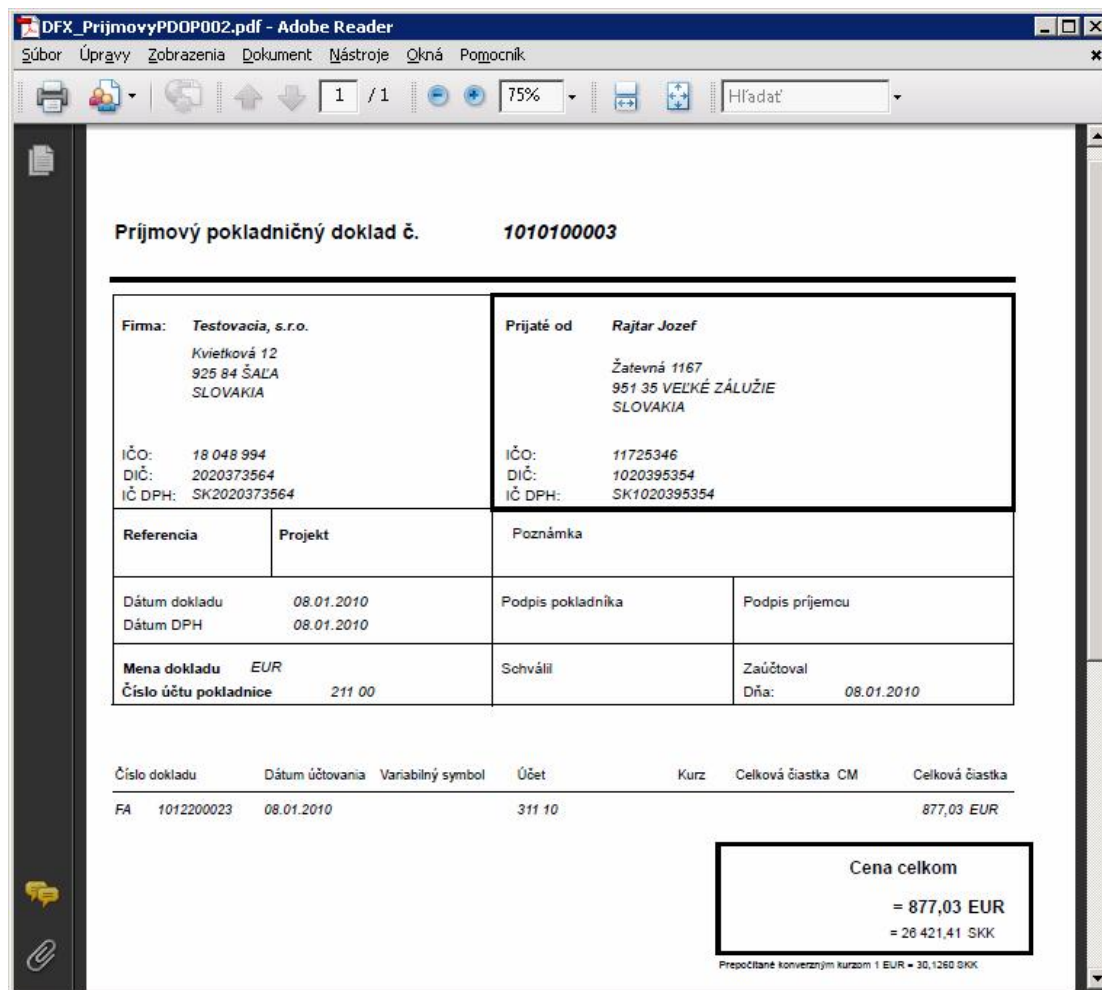 DFX_PrijmovyPDOP002.pdf - Adobe Reader
Súbor Úpravy Zobrazenia Dokument Nástroje Okná Pomocník
1 /1 75% Hľadať
Príjmový pokladničný doklad č. 1010100003
Firma: Testovacia, s.r.o.
Kvietková 12
925 84 ŠAĽA
SLOVAKIA
IČO: 18 048 994
DIČ: 2020373564
IČ DPH: SK2020373564
Prijaté od Rajtar Jozef
Žatevná 1167
951 35 VEĽKÉ ZÁLUŽIE
SLOVAKIA
IČO: 11725346
DIČ: 1020395354
IČ DPH: SK1020395354
Referencia Projekt Poznámka
Dátum dokladu 08.01.2010 Podpis pokladníka Podpis príjemcu
Dátum DPH 08.01.2010
Mena dokladu EUR Schválil Zaúčtoval
Číslo účtu pokladnice 211 00 Dňa: 08.01.2010
Číslo dokladu Dátum účtovania Variabilný symbol Účet Kurz Celková čiastka CM Celková čiastka
FA 1012200023 08.01.2010 311 10 877,03 EUR
Cena celkom
= 877,03 EUR
= 26 421,41 SKK
Prepočítané konverzným kurzom 1 EUR = 30,1260 SKK